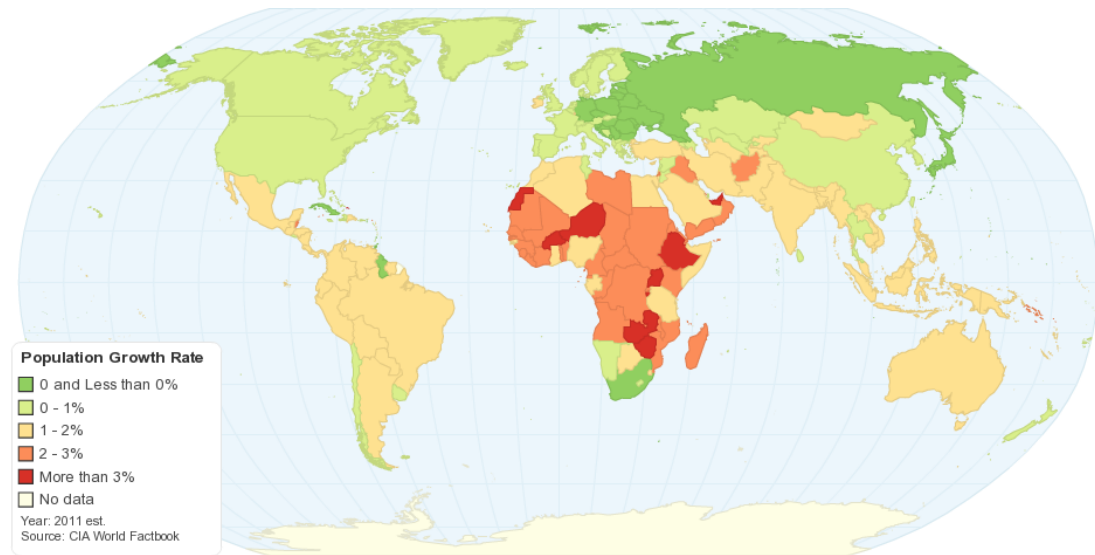 Population Growth Rate
0 and Less than 0%
0 - 1%
1 - 2%
2 - 3%
More than 3%
No data
Year: 2011 est.
Source: CIA World Factbook